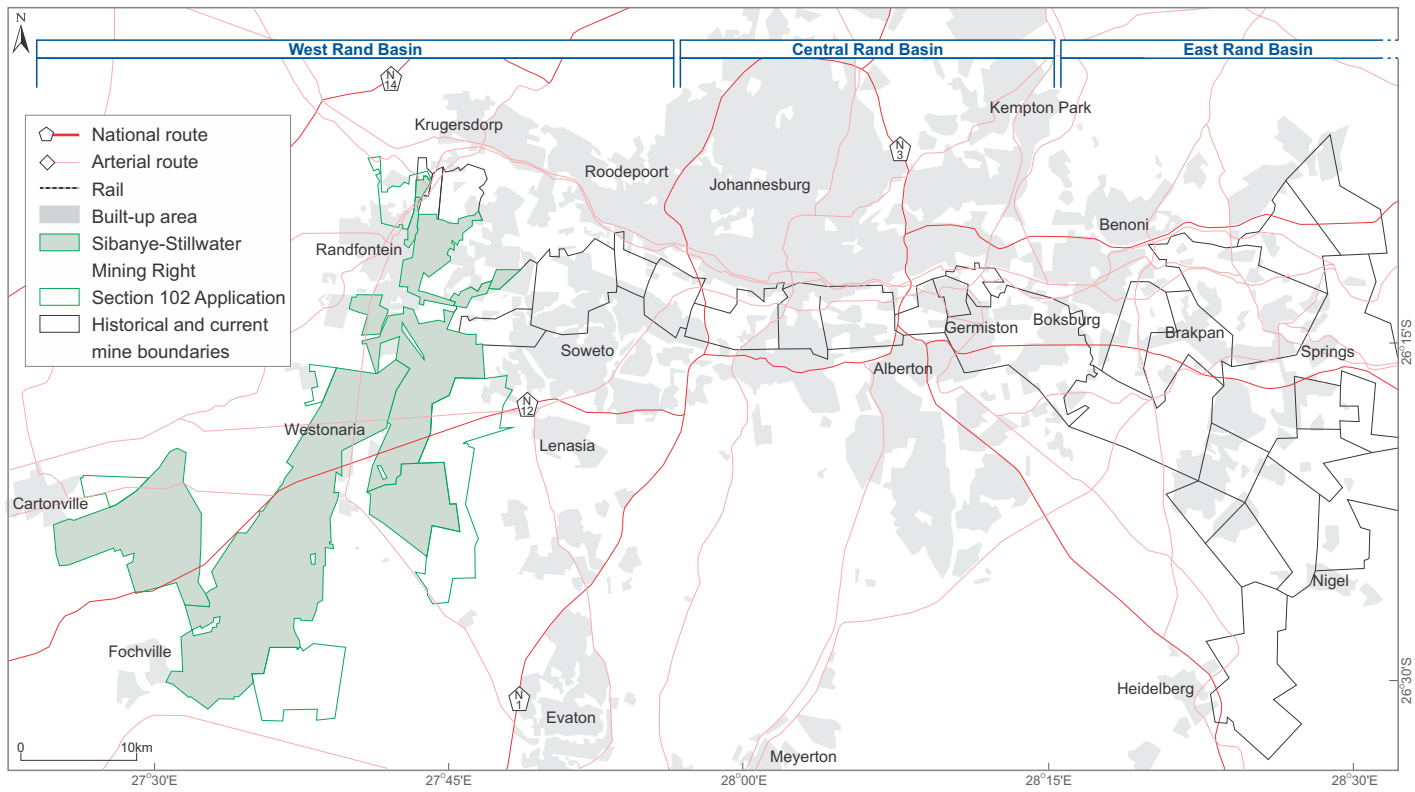 N
West Rand Basin
Central Rand Basin
East Rand Basin
N
14
Kempton Park
Krugersdorp
National route
Arterial route
Rail
Built-up area
Sibanye-Stillwater
Mining Right
Section 102 Application
Historical and current
mine boundaries
N
3
Roodepoort
Johannesburg
Benoni
Randfontein
Germiston
Boksburg
Brakpan
Soweto
Springs
26°15'S
Alberton
N
12
Westonaria
Lenasia
Cartonville
Nigel
Fochville
26°30'S
Heidelberg
N
1
Evaton
Meyerton
0
10km
27°30'E
27°45'E
28°00'E
28°15'E
28°30'E